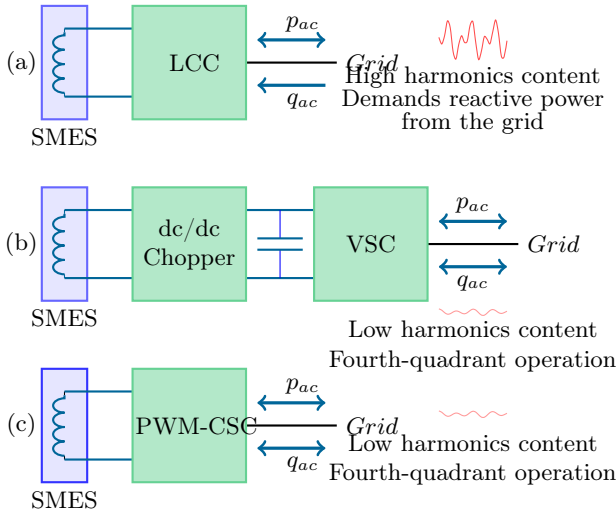 (a)
SMES
LCC
p_ac
q_ac
Grid
High harmonics content
Demands reactive power
from the grid
(b)
SMES
dc/dc
Chopper
VSC
p_ac
q_ac
Grid
Low harmonics content
Fourth-quadrant operation
(c)
SMES
PWM-CSC
p_ac
q_ac
Grid
Low harmonics content
Fourth-quadrant operation